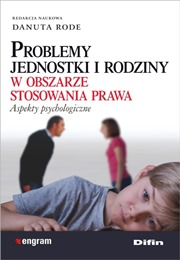 REDAKCJA NAUKOWA
DANUTA RODE
PROBLEMY
JEDNOSTKI I RODZINY
W OBSZARZE
STOSOWANIA PRAWA
Aspekty psychologiczne
engram
Difin